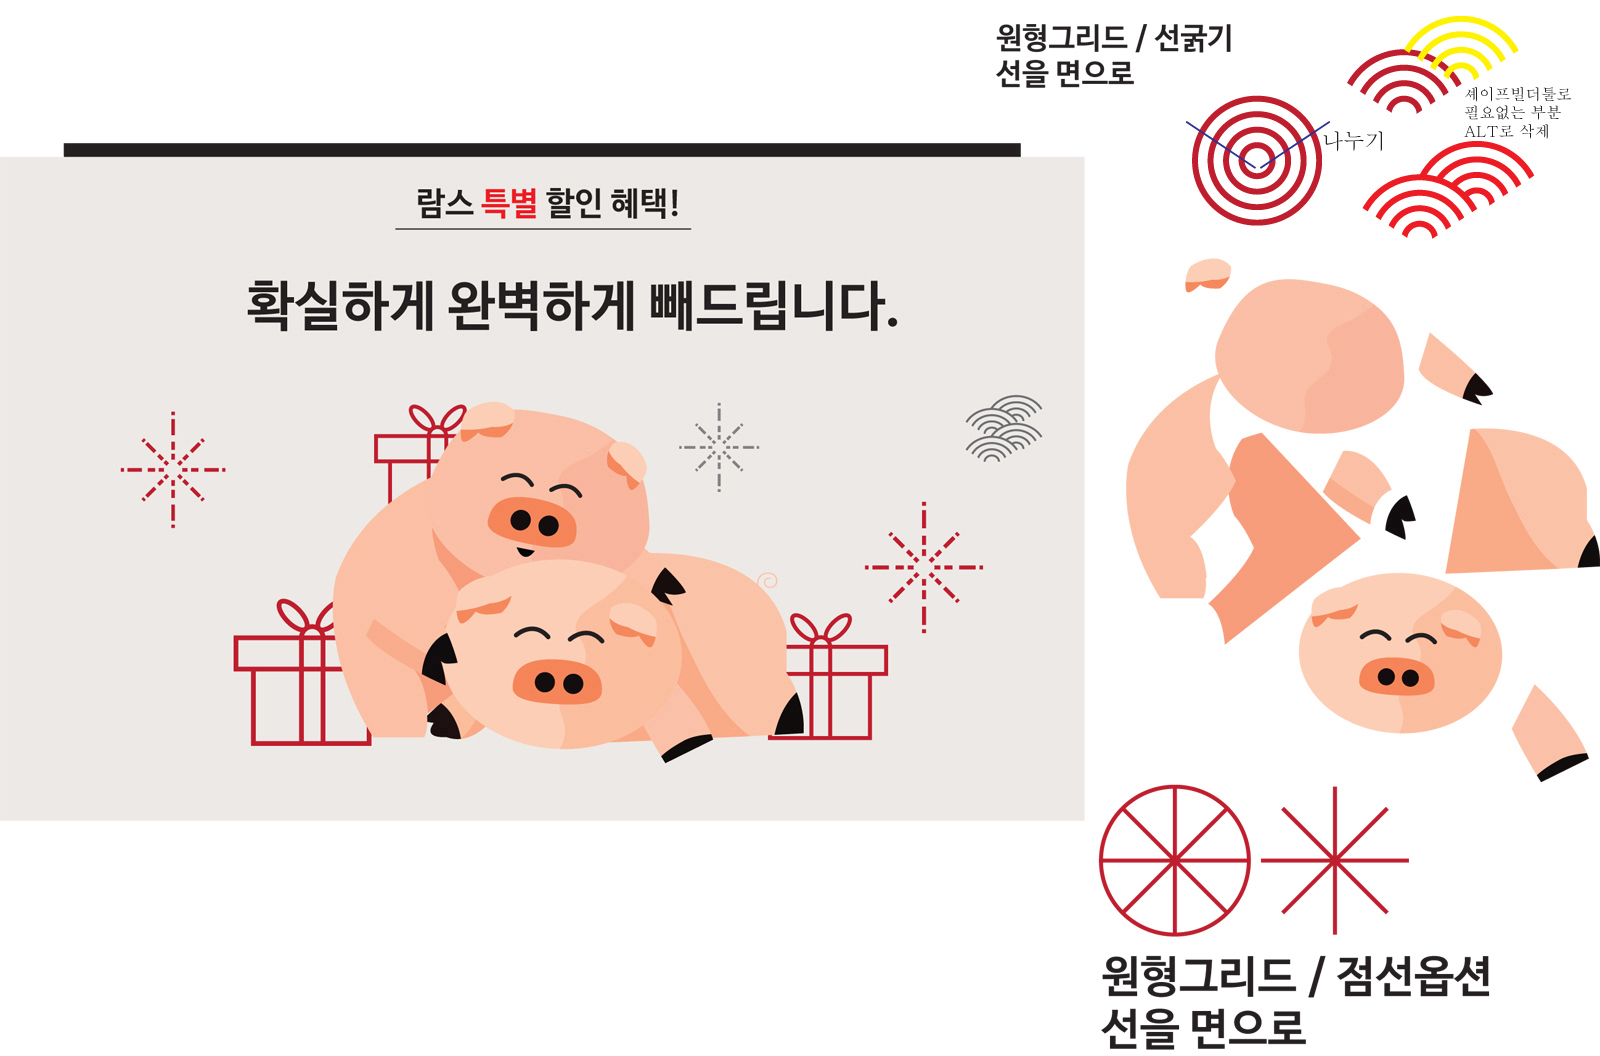 원형그리드 / 선굵기
선을 면으로
셰이프빌더툴로
필요없는 부분
ALT로 삭제
나누기
람스 특별 할인 혜택!
확실하게 완벽하게 빼드립니다.
원형그리드 / 점선옵션
선을 면으로